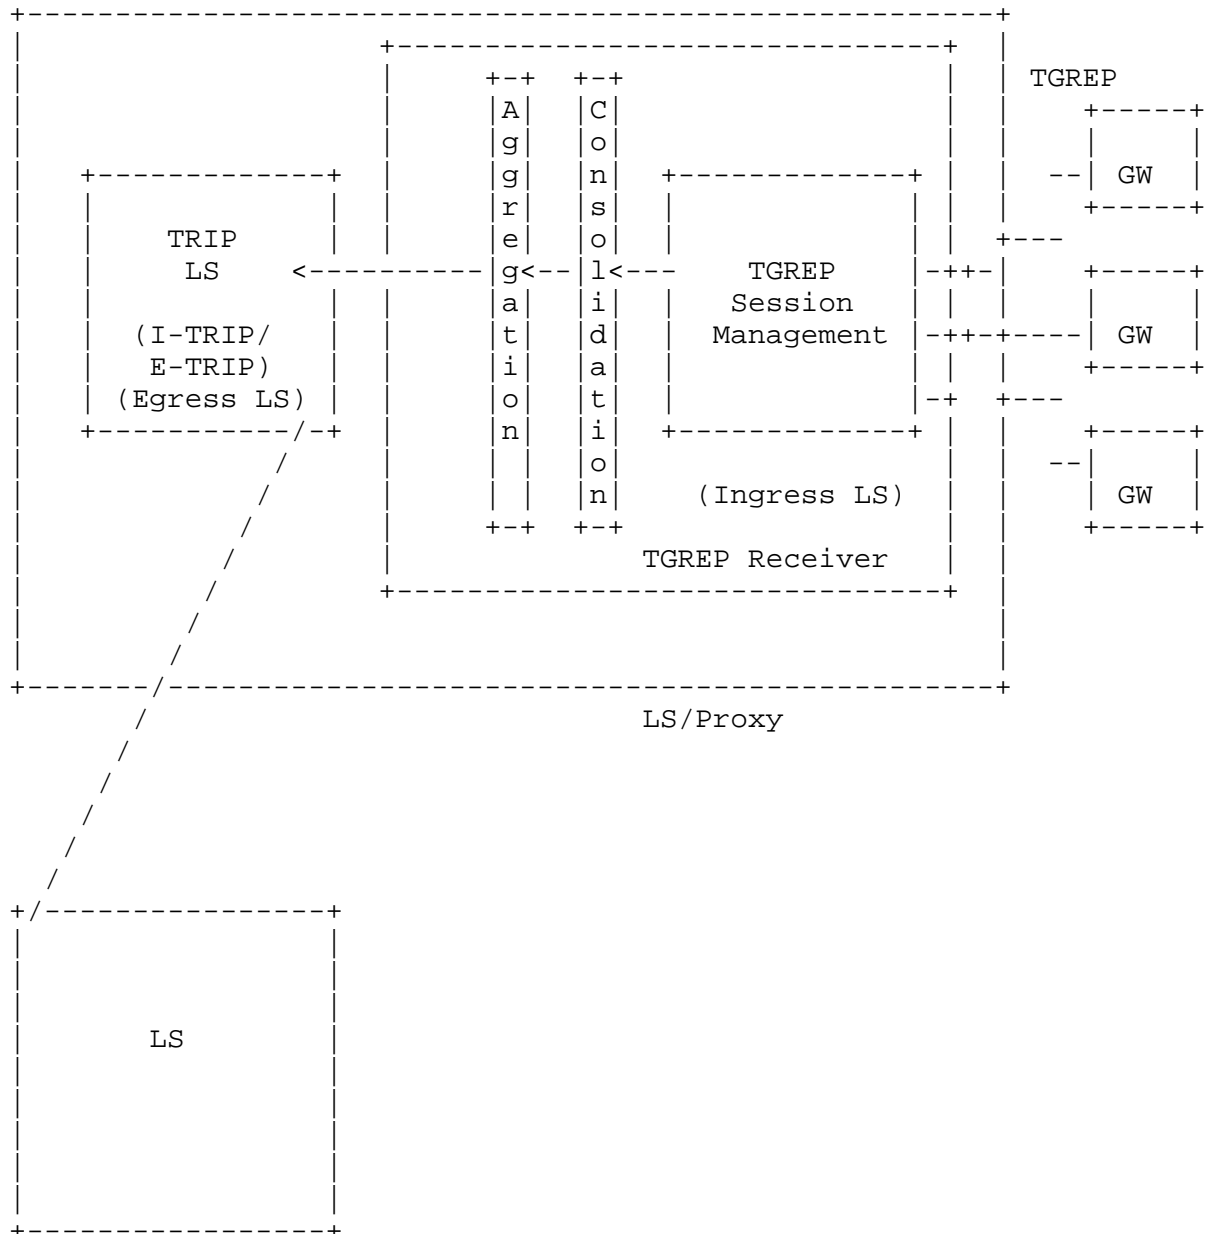 TGREP
GW
TRIP
LS
(I-TRIP/
E-TRIP)
(Egress LS)
Aggregation
Consolidation
TGREP
Session
Management
(Ingress LS)
TGREP Receiver
GW
GW
LS/Proxy
LS